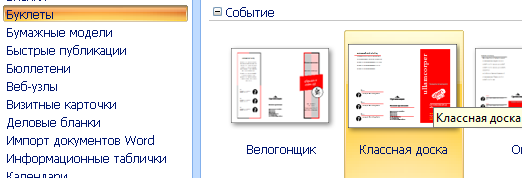 Буклеты
Бумажные модели
Быстрые публикации
Бюллетени
Веб-узлы
Визитные карточки
Деловые бланки
Импорт документов Word
Информационные таблички
Календари
Событие
Велогонщик
Классная доска
Классная доска